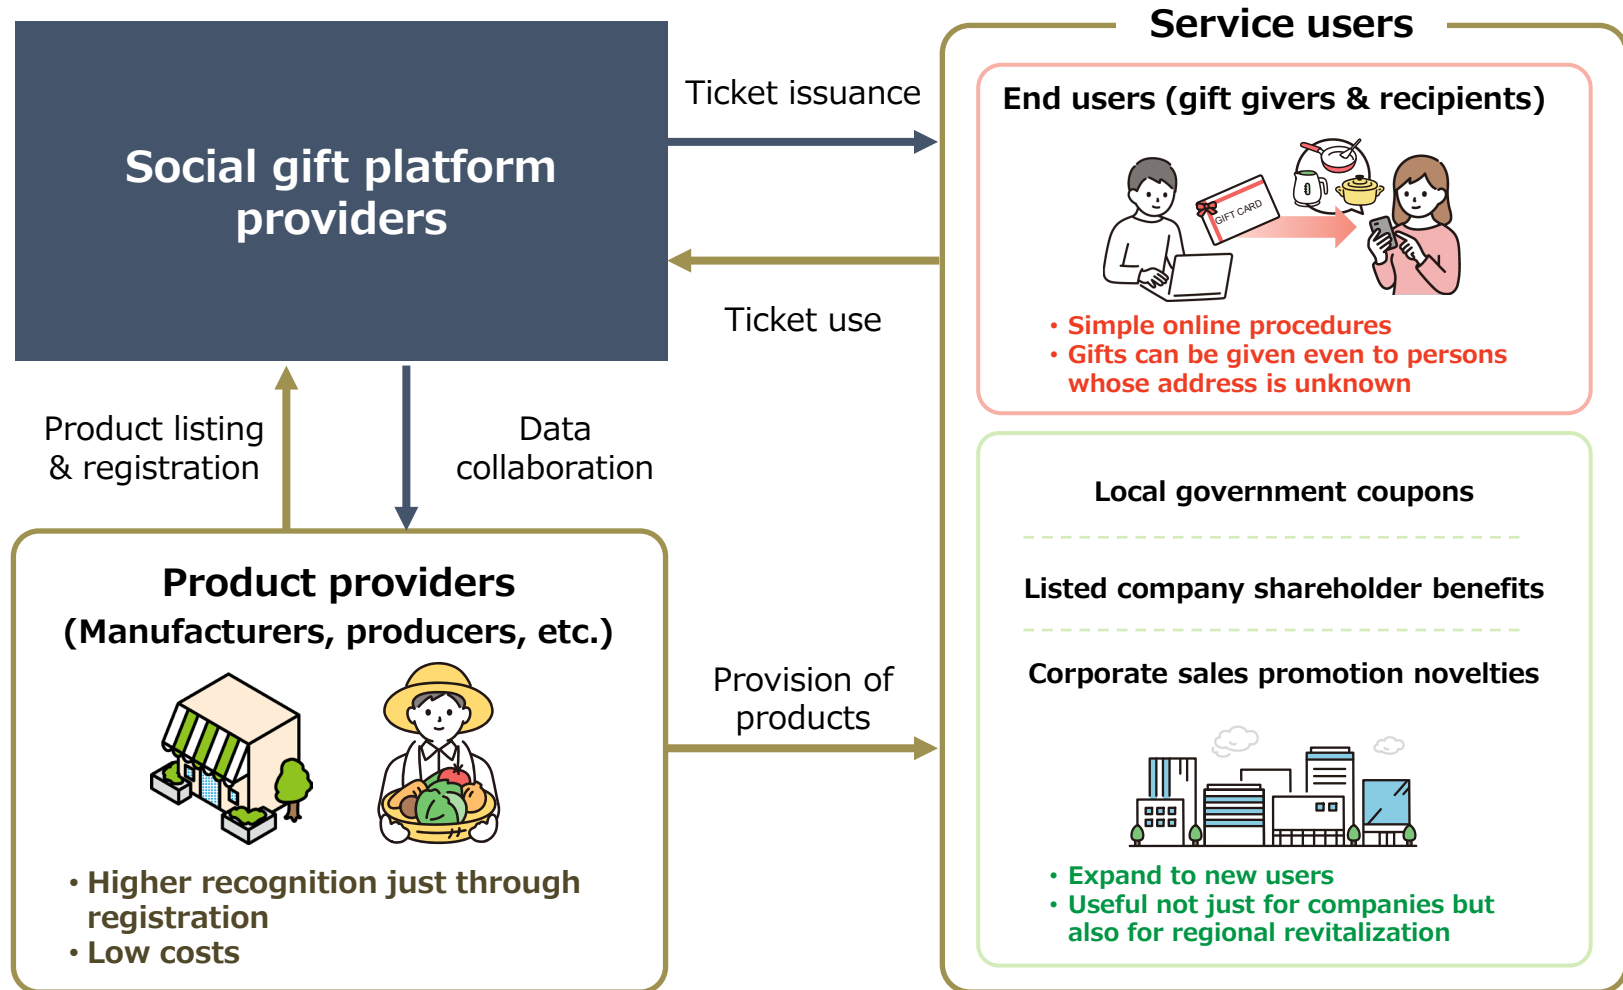 Social gift platform
providers
Ticket issuance
Ticket use
Product listing
& registration
Data
collaboration
Product providers
(Manufacturers, producers, etc.)
• Higher recognition just through
registration
• Low costs
Provision of
products
Service users
End users (gift givers & recipients)
GIFT CARD
• Simple online procedures
• Gifts can be given even to persons
whose address is unknown
Local government coupons
Listed company shareholder benefits
Corporate sales promotion novelties
• Expand to new users
• Useful not just for companies but
also for regional revitalization